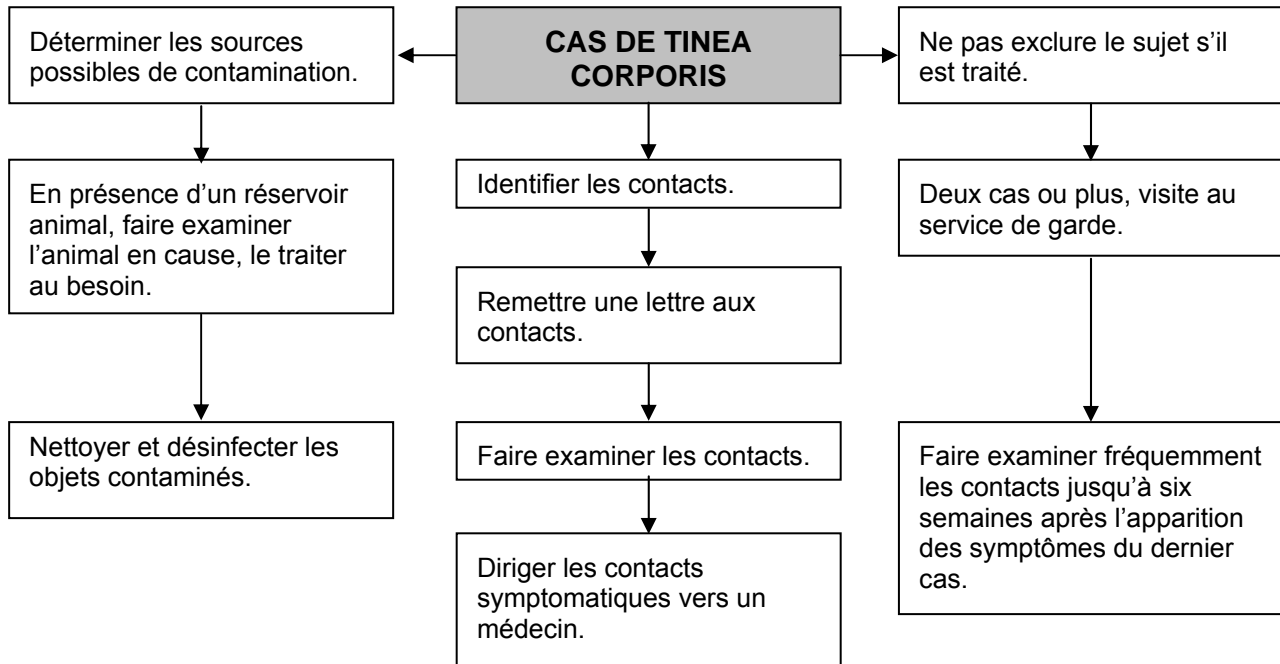 Déterminer les sources
possibles de contamination.
En présence d’un réservoir
animal, faire examiner
l’animal en cause, le traiter
au besoin.
Nettoyer et désinfecter les
objets contaminés.
CAS DE TINEA
CORPORIS
Identifier les contacts.
Remettre une lettre aux
contacts.
Faire examiner les contacts.
Diriger les contacts
symptomatiques vers un
médecin.
Ne pas exclure le sujet s’il
est traité.
Deux cas ou plus, visite au
service de garde.
Faire examiner fréquemment
les contacts jusqu’à six
semaines après l’apparition
des symptômes du dernier
cas.